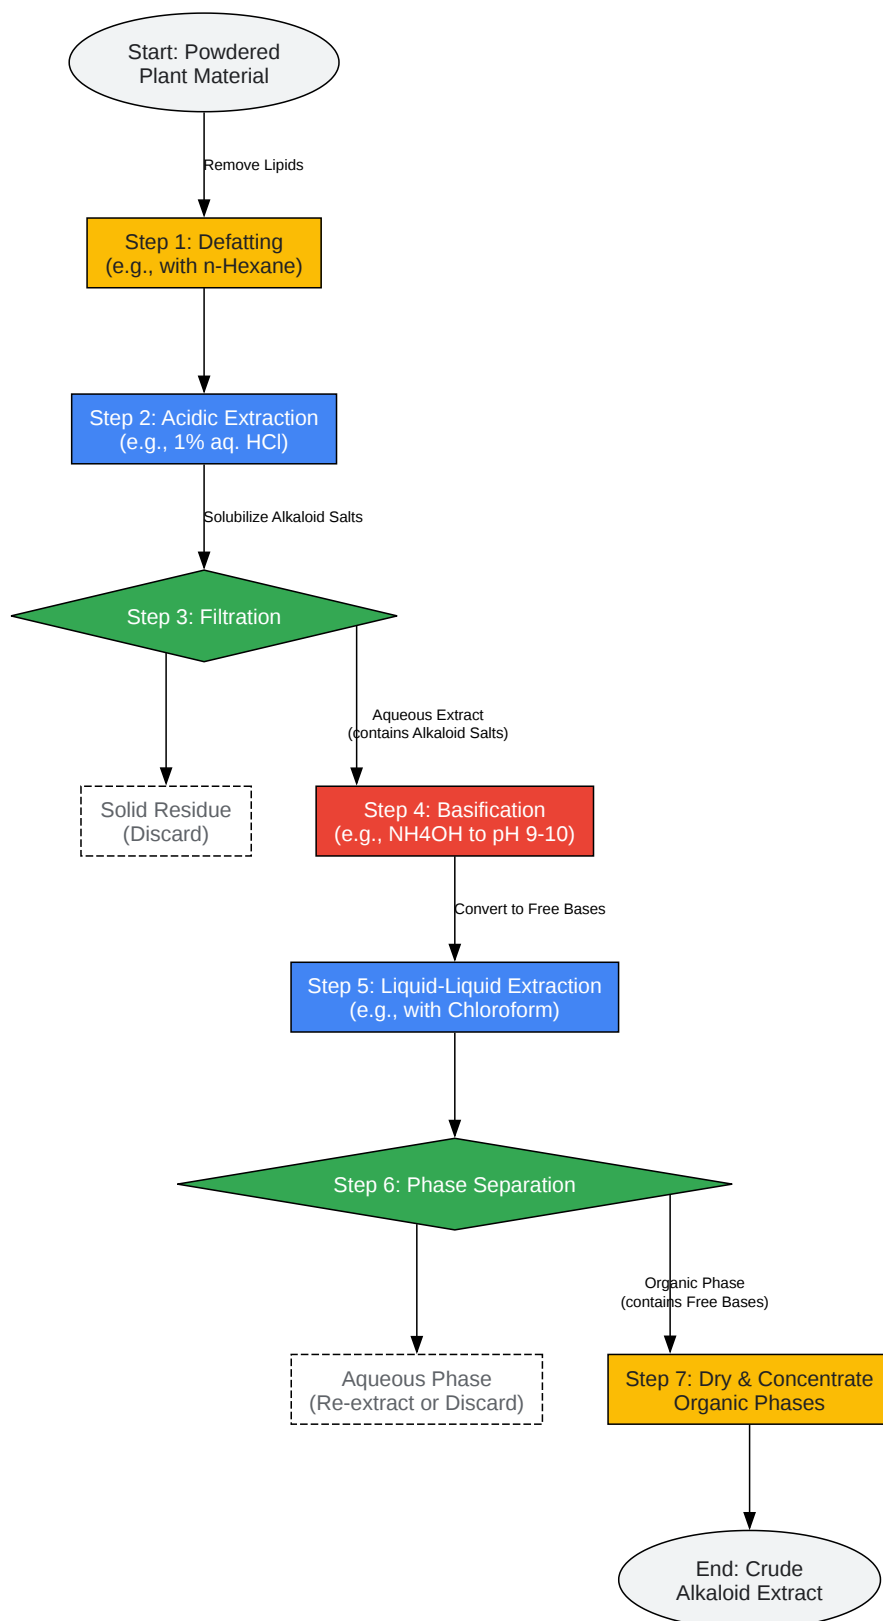 Start: Powdered
Plant Material
Remove Lipids
Step 1: Defatting
(e.g., with n-Hexane)
Step 2: Acidic Extraction
(e.g., 1% aq. HCl)
Solubilize Alkaloid Salts
Step 3: Filtration
Aqueous Extract
(contains Alkaloid Salts)
Solid Residue
(Discard)
Step 4: Basification
(e.g., NH4OH to pH 9-10)
Convert to Free Bases
Step 5: Liquid-Liquid Extraction
(e.g., with Chloroform)
Step 6: Phase Separation
Organic Phase
(contains Free Bases)
Aqueous Phase
(Re-extract or Discard)
Step 7: Dry & Concentrate
Organic Phases
End: Crude
Alkaloid Extract